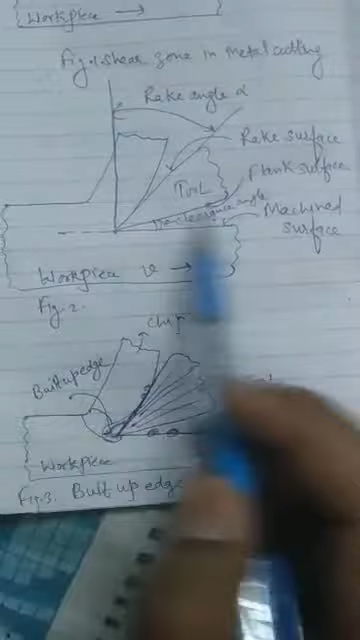 Workpiece →
Fig. 1. Shear zone in metal cutting
Rake angle α
Rake surface
Flank surface
Tool
Clearance angle
Machined surface
Workpiece v →
Fig. 2.
Chip
Built up edge
Workpiece
Fig. 3. Built up edge